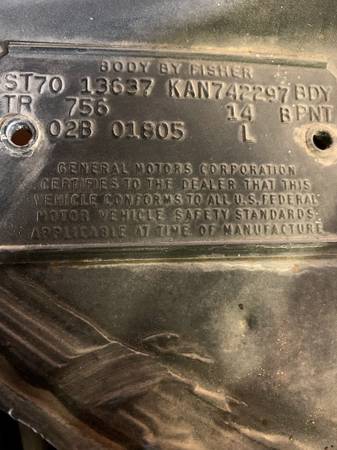 BODY BY FISHER
ST70 13637 KAN742297 BDY
TR 756 14 B PNT
02B 01805 L
GENERAL MOTORS CORPORATION
CERTIFIES TO THE DEALER THAT THIS
VEHICLE CONFORMS TO ALL U.S. FEDERAL
MOTOR VEHICLE SAFETY STANDARDS
APPLICABLE AT TIME OF MANUFACTURE